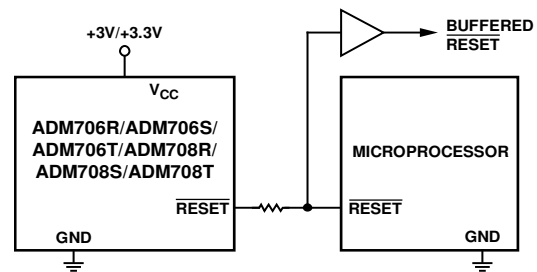 +3V/+3.3V
BUFFERED
RESET
VCC
ADM706R/ADM706S/
ADM706T/ADM708R/
ADM708S/ADM708T
MICROPROCESSOR
RESET
RESET
GND
GND